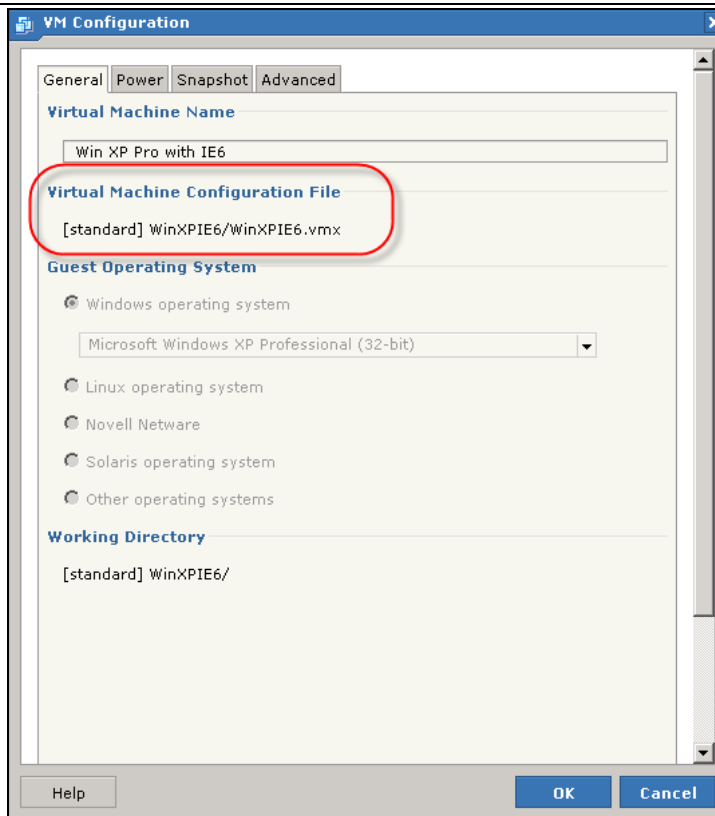 VM Configuration
General Power Snapshot Advanced
Virtual Machine Name
Win XP Pro with IE6
Virtual Machine Configuration File
[standard] WinXPIE6/WinXPIE6.vmx
Guest Operating System
Windows operating system
Microsoft Windows XP Professional (32-bit)
Linux operating system
Novell Netware
Solaris operating system
Other operating systems
Working Directory
[standard] WinXPIE6/
Help OK Cancel